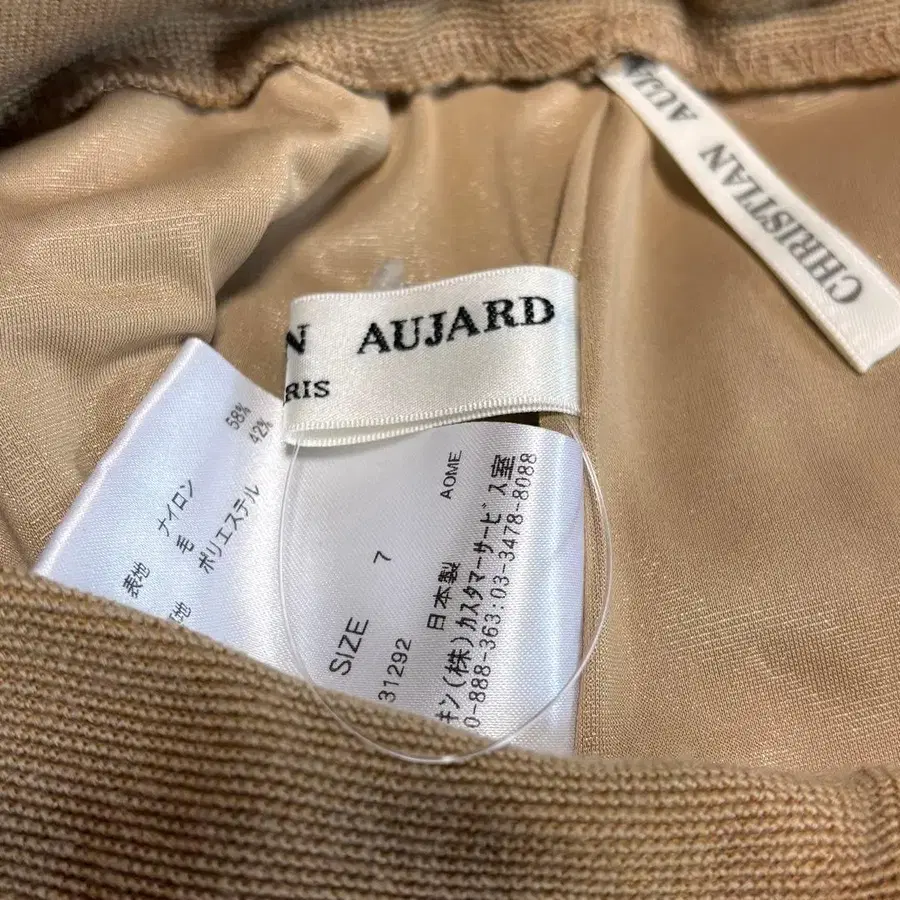 CHRISTIAN AUJ
N AUJARD
RIS
表地 ナイロン 58%
毛 42%
地 ポリエステル
SIZE 7
31292 日本製 AOME
キン(株)カスタマーサービス室
0-888-363:03-3478-8088